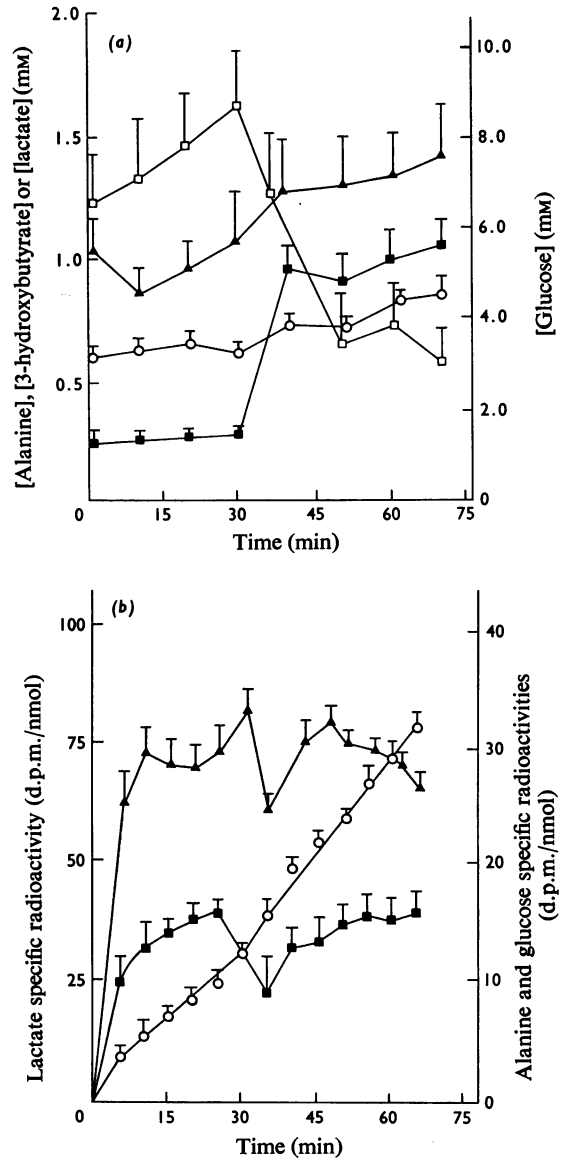 (a)
[Alanine], [3-hydroxybutyrate] or [lactate] (mM)
2.0
1.5
1.0
0.5
0
[Glucose] (mM)
10.0
8.0
6.0
4.0
2.0
0
0 15 30 45 60 75
Time (min)
(b)
Lactate specific radioactivity (d.p.m./nmol)
100
75
50
25
Alanine and glucose specific radioactivities
(d.p.m./nmol)
40
30
20
10
0
0 15 30 45 60 75
Time (min)